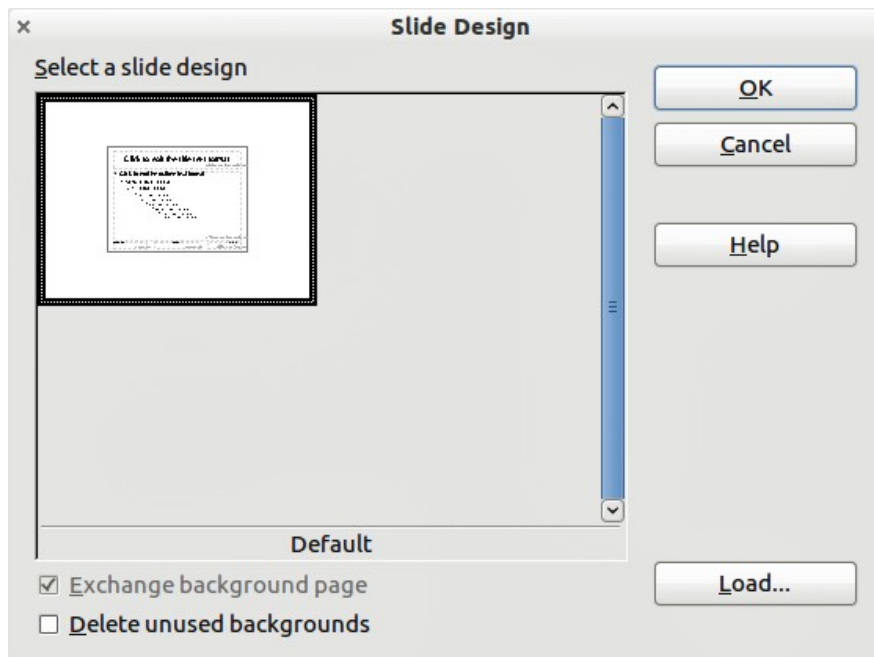 Slide Design
Select a slide design
OK
Cancel
Help
Default
Exchange background page
Load...
Delete unused backgrounds